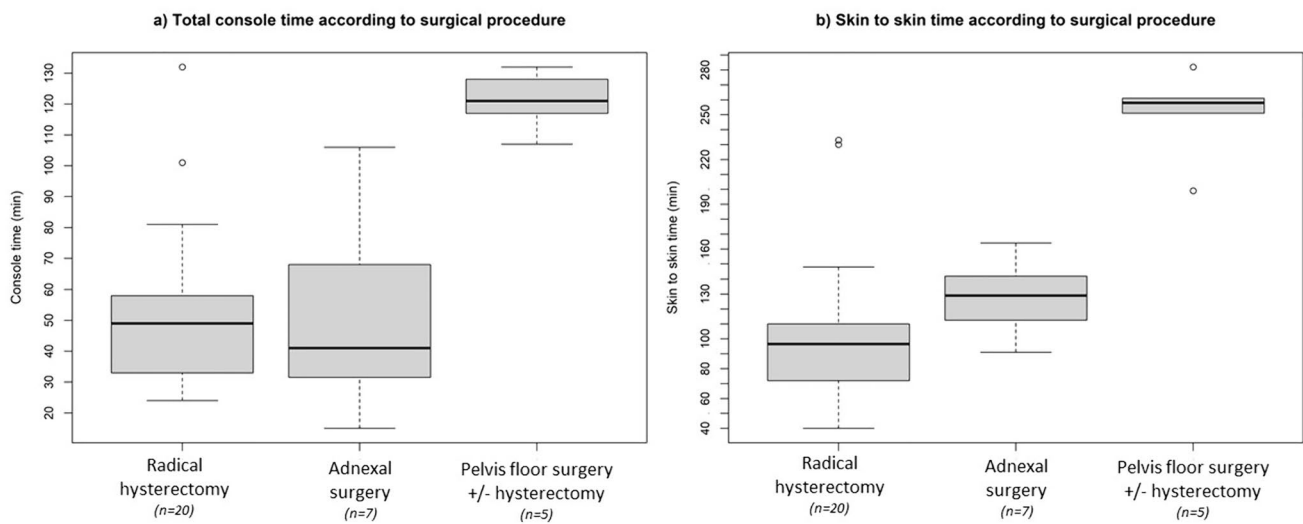 a) Total console time according to surgical procedure
Console time (min)
130
120
110
100
90
80
70
60
50
40
30
20
Radical
hysterectomy
(n=20)
Adnexal
surgery
(n=7)
Pelvis floor surgery
+/- hysterectomy
(n=5)
b) Skin to skin time according to surgical procedure
Skin to skin time (min)
280
250
220
190
160
130
100
80
60
40
Radical
hysterectomy
(n=20)
Adnexal
surgery
(n=7)
Pelvis floor surgery
+/- hysterectomy
(n=5)